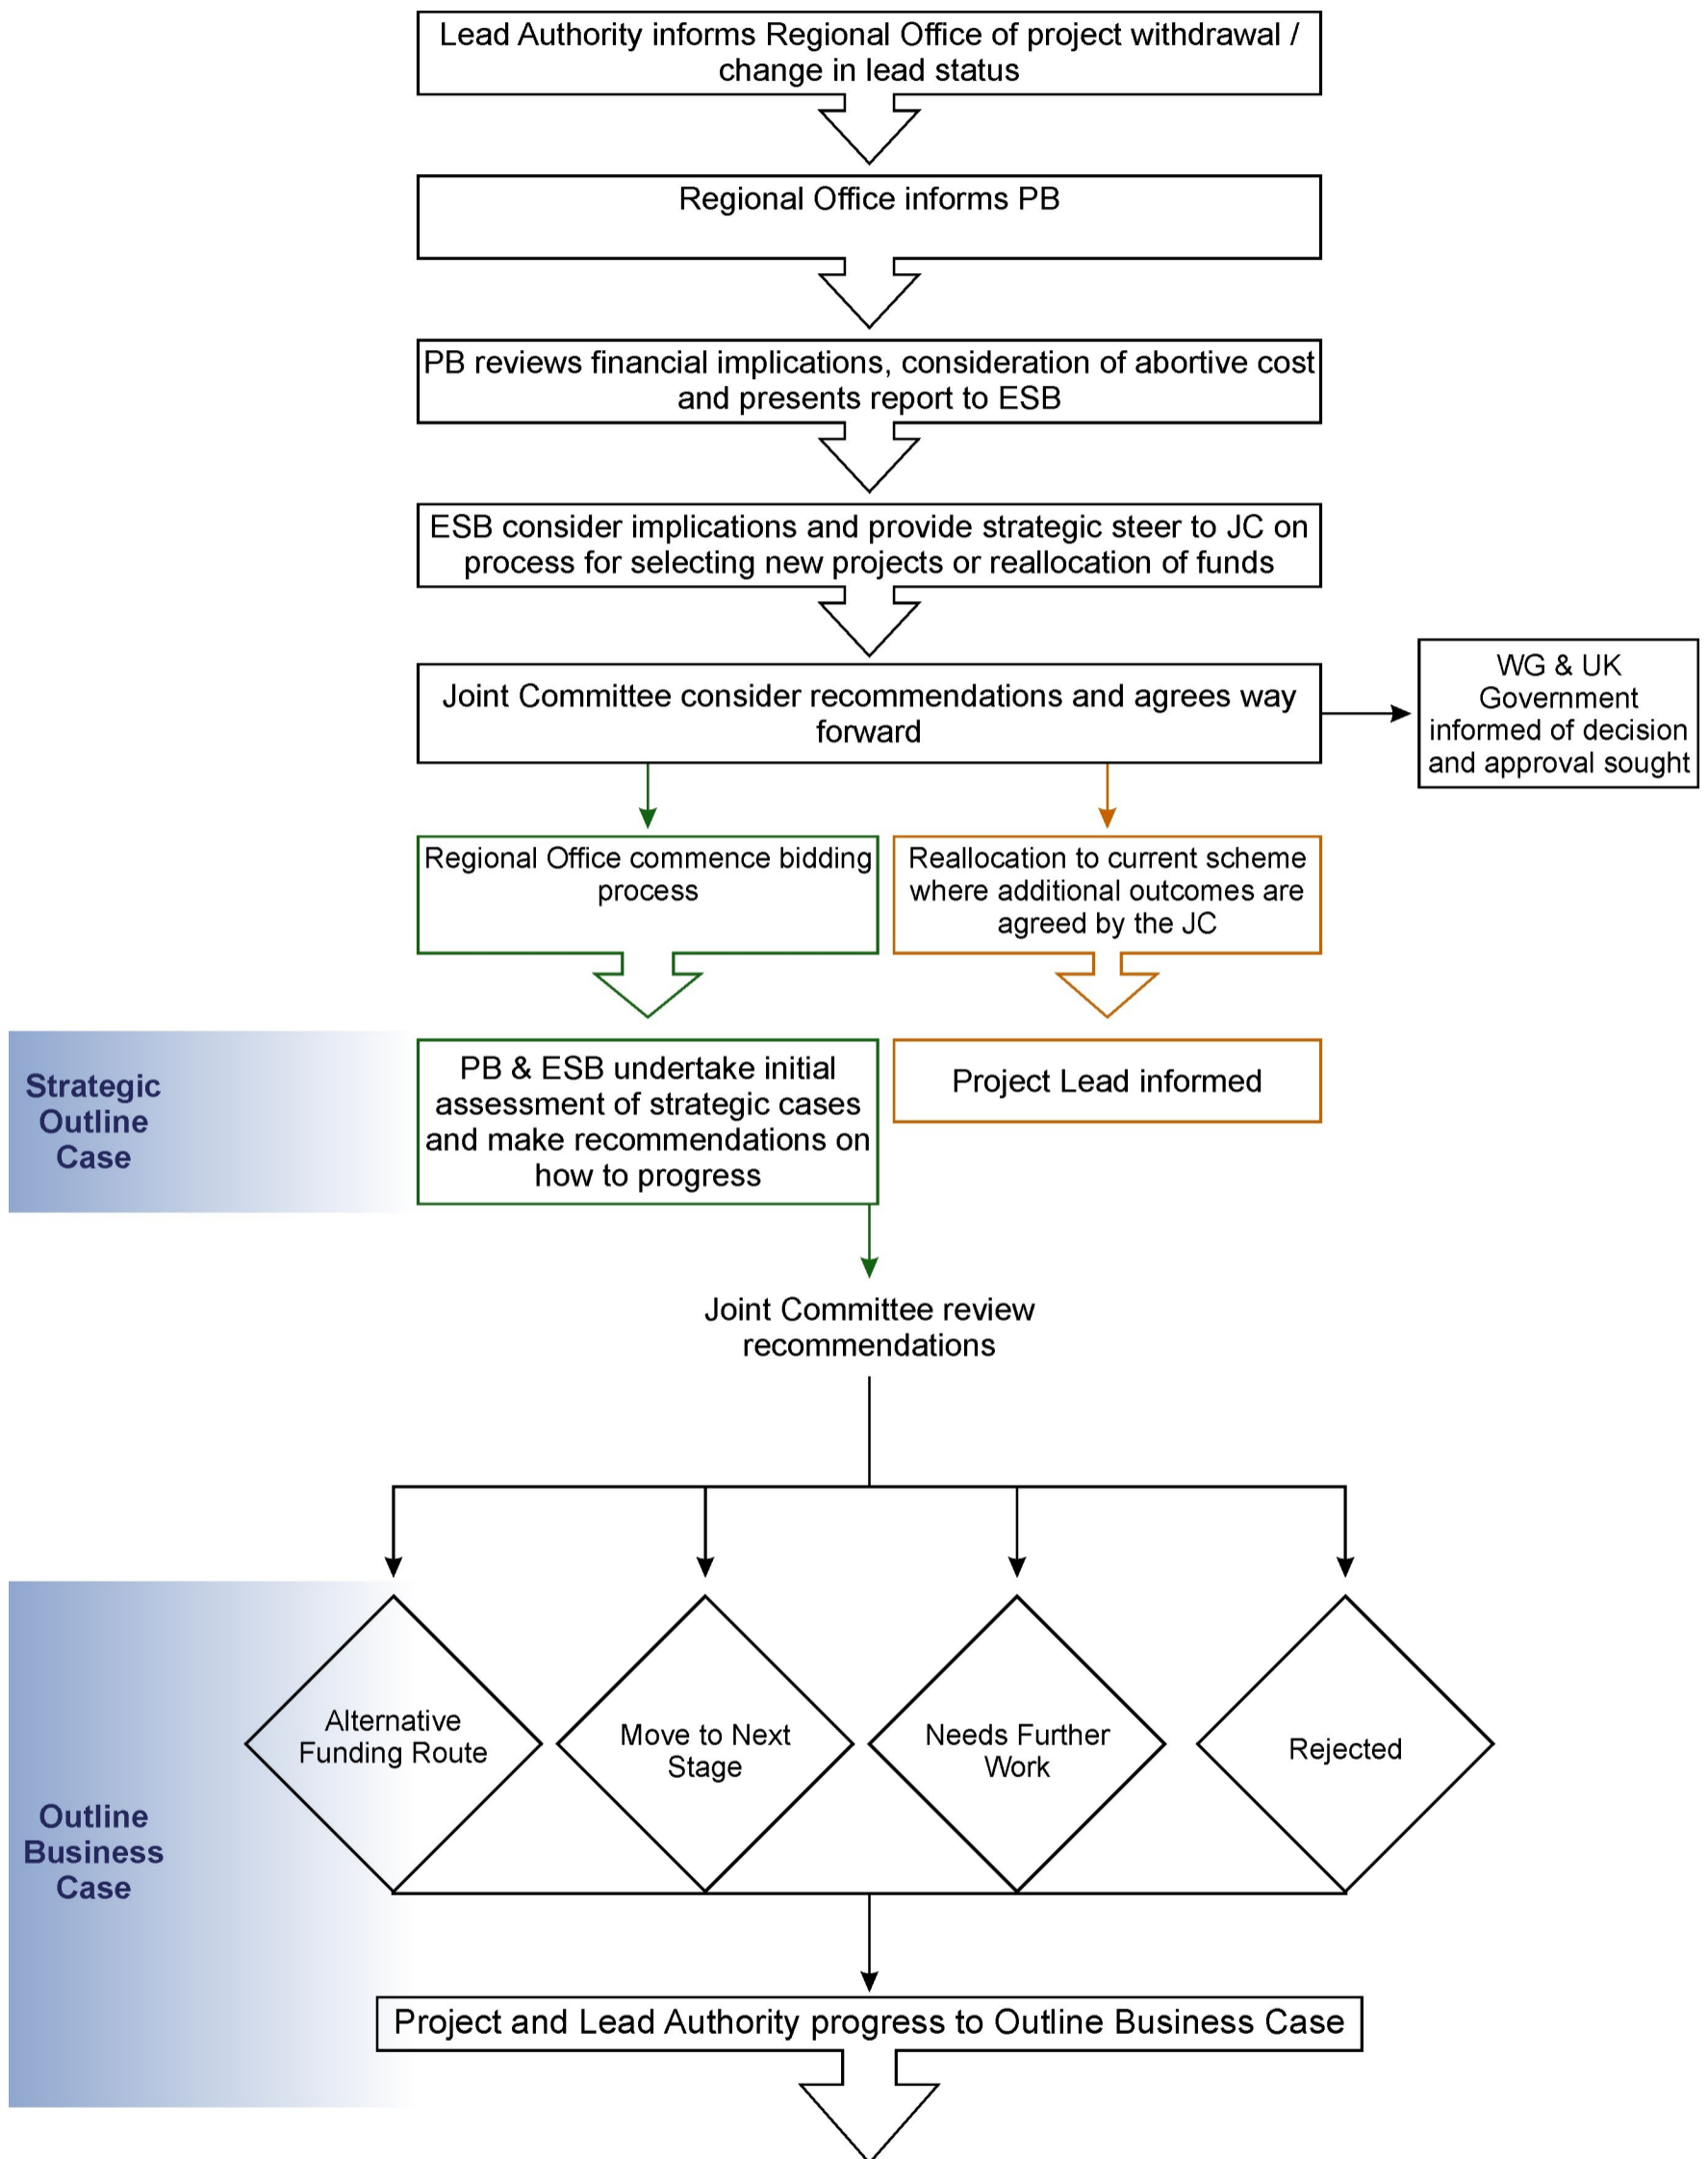 Lead Authority informs Regional Office of project withdrawal /
change in lead status
Regional Office informs PB
PB reviews financial implications, consideration of abortive cost
and presents report to ESB
ESB consider implications and provide strategic steer to JC on
process for selecting new projects or reallocation of funds
Joint Committee consider recommendations and agrees way
forward
WG & UK
Government
informed of decision
and approval sought
Regional Office commence bidding
process
Reallocation to current scheme
where additional outcomes are
agreed by the JC
Strategic
Outline
Case
PB & ESB undertake initial
assessment of strategic cases
and make recommendations on
how to progress
Project Lead informed
Joint Committee review
recommendations
Alternative
Funding Route
Move to Next
Stage
Needs Further
Work
Rejected
Outline
Business
Case
Project and Lead Authority progress to Outline Business Case